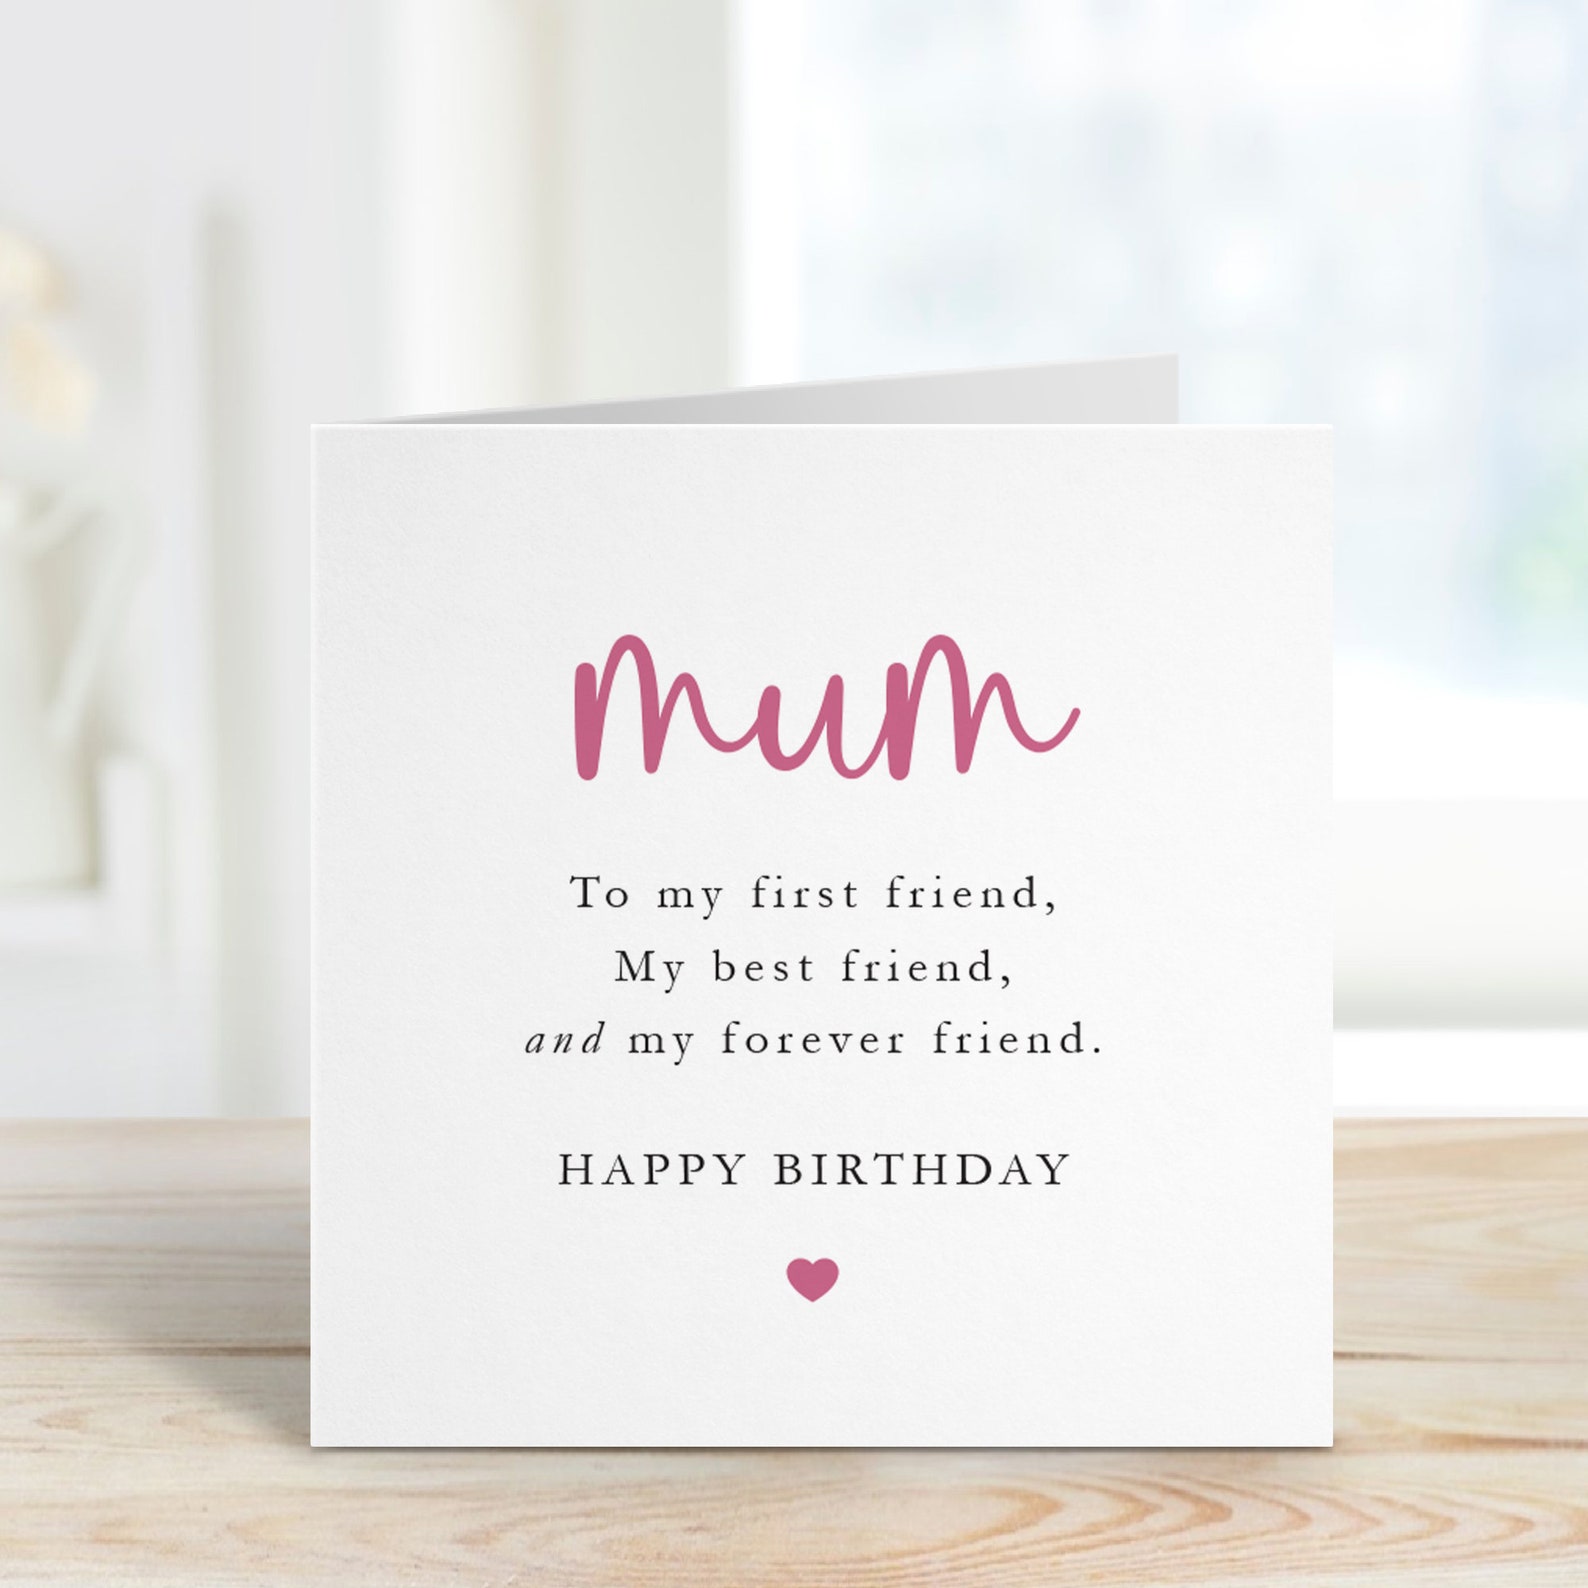 mum
To my first friend,
My best friend,
and my forever friend.
HAPPY BIRTHDAY